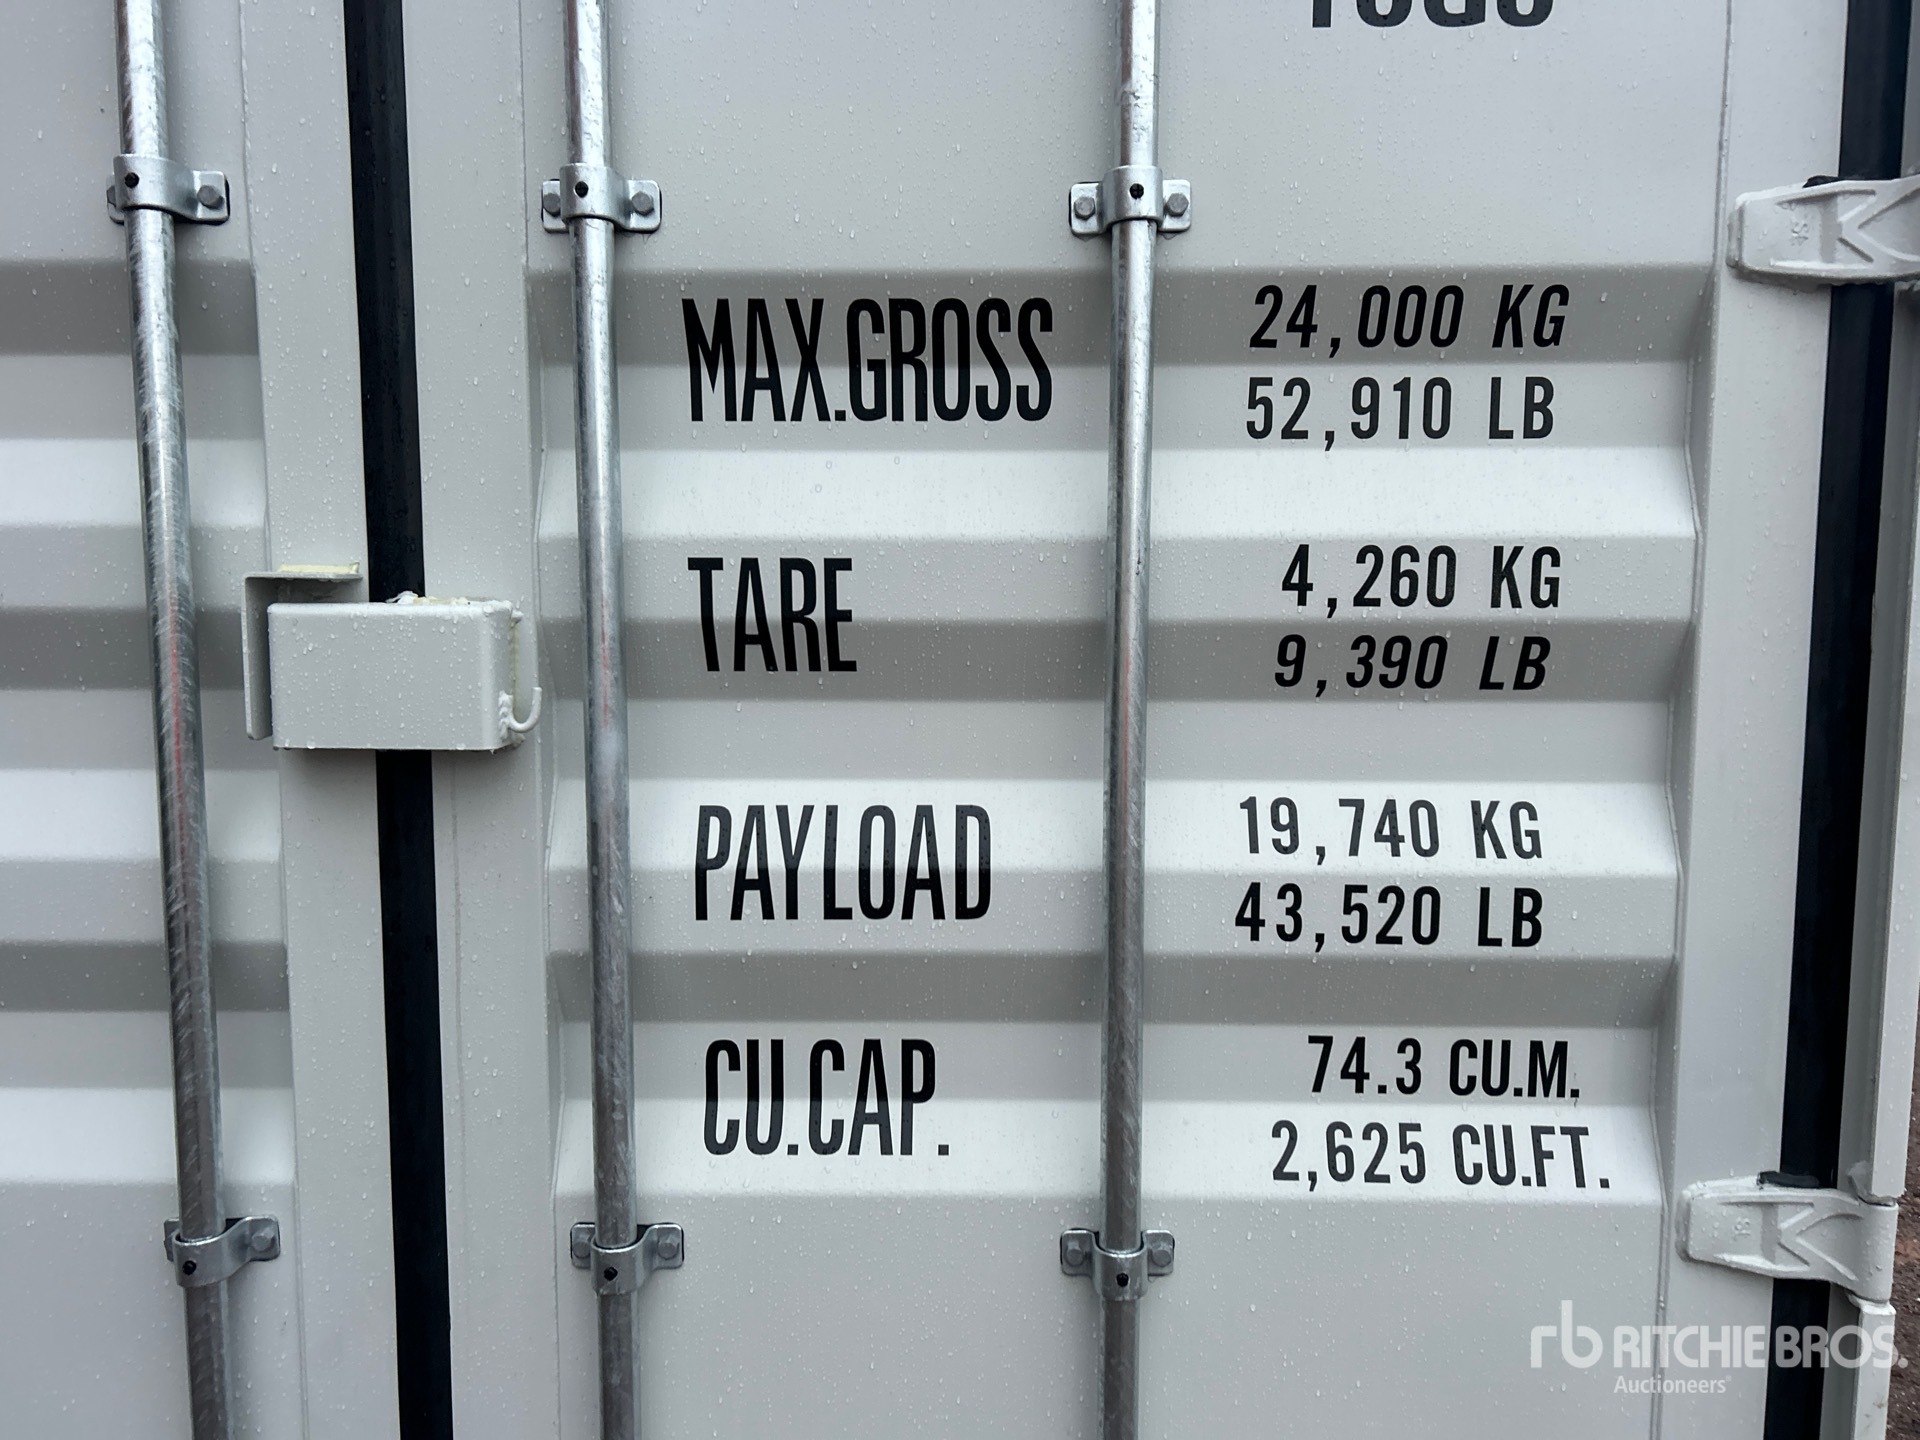 MAX.GROSS 24,000 KG
52,910 LB
TARE 4,260 KG
9,390 LB
PAYLOAD 19,740 KG
43,520 LB
CU.CAP. 74.3 CU.M.
2,625 CU.FT.
rb RITCHIE BROS.
Auctioneers